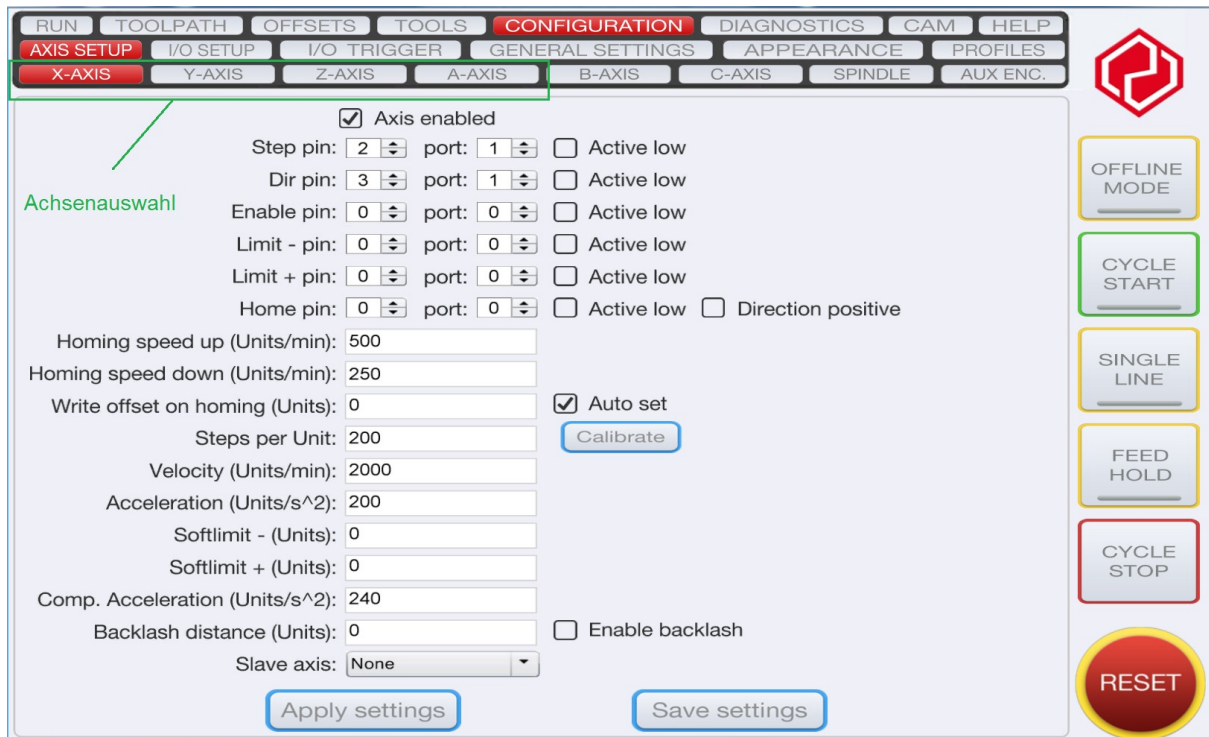 RUN TOOLPATH OFFSETS TOOLS CONFIGURATION DIAGNOSTICS CAM HELP
AXIS SETUP I/O SETUP I/O TRIGGER GENERAL SETTINGS APPEARANCE PROFILES
X-AXIS Y-AXIS Z-AXIS A-AXIS B-AXIS C-AXIS SPINDLE AUX ENC.
Achsenauswahl
Axis enabled
Step pin: 2 port: 1 Active low
Dir pin: 3 port: 1 Active low
Enable pin: 0 port: 0 Active low
Limit - pin: 0 port: 0 Active low
Limit + pin: 0 port: 0 Active low
Home pin: 0 port: 0 Active low Direction positive
Homing speed up (Units/min): 500
Homing speed down (Units/min): 250
Write offset on homing (Units): 0 Auto set
Steps per Unit: 200 Calibrate
Velocity (Units/min): 2000
Acceleration (Units/s^2): 200
Softlimit - (Units): 0
Softlimit + (Units): 0
Comp. Acceleration (Units/s^2): 240
Backlash distance (Units): 0 Enable backlash
Slave axis: None
Apply settings Save settings
OFFLINE
MODE
CYCLE
START
SINGLE
LINE
FEED
HOLD
CYCLE
STOP
RESET